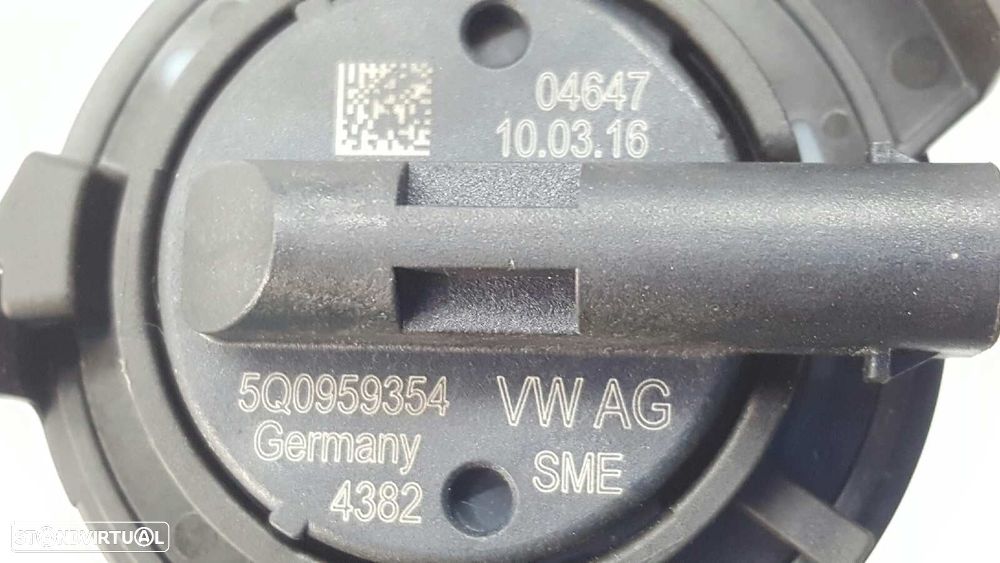 04647
10.03.16
5Q0959354
VW AG
Germany
SME
4382
STANDVIRTUAL